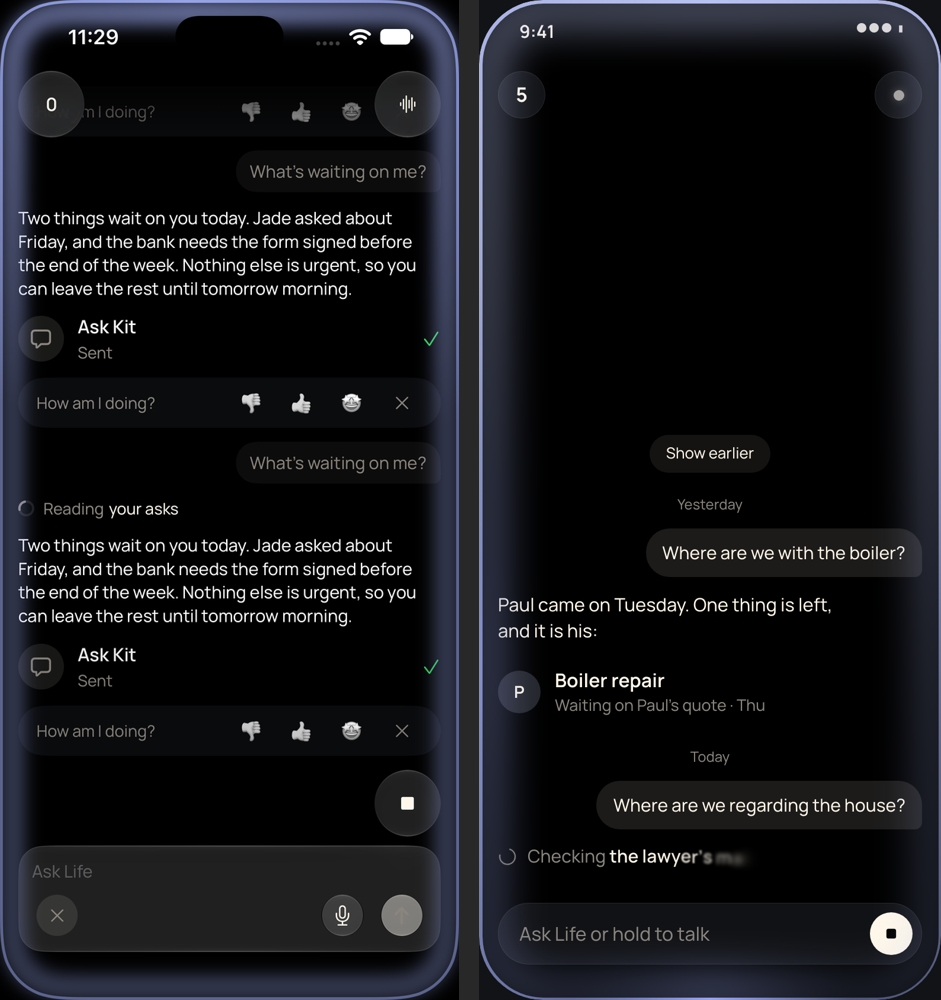 11:29
0
How am I doing?
What's waiting on me?
Two things wait on you today. Jade asked about
Friday, and the bank needs the form signed before
the end of the week. Nothing else is urgent, so you
can leave the rest until tomorrow morning.
Ask Kit
Sent
How am I doing?
What's waiting on me?
Reading your asks
Two things wait on you today. Jade asked about
Friday, and the bank needs the form signed before
the end of the week. Nothing else is urgent, so you
can leave the rest until tomorrow morning.
Ask Kit
Sent
How am I doing?
Ask Life
9:41
5
Show earlier
Yesterday
Where are we with the boiler?
Paul came on Tuesday. One thing is left,
and it is his:
P
Boiler repair
Waiting on Paul's quote · Thu
Today
Where are we regarding the house?
Checking the lawyer's
Ask Life or hold to talk